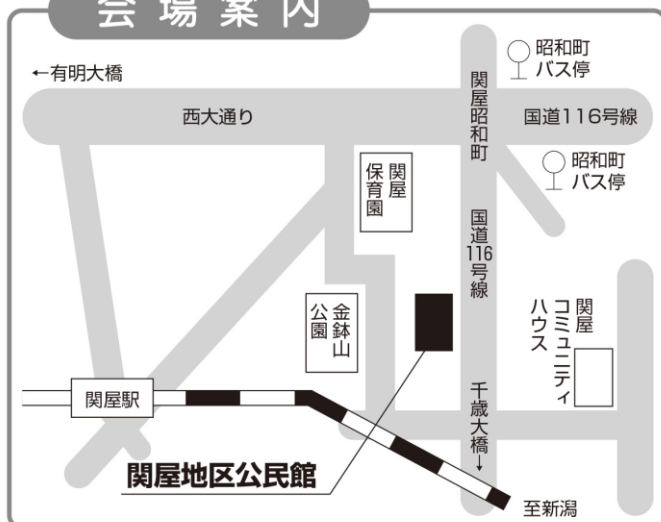 会場案内
←有明大橋
西大通り
関屋昭和町
昭和町
バス停
国道116号線
昭和町
バス停
関屋
保育園
国道116号線
金鉢山
公園
関屋
コミュニティ
ハウス
関屋駅
千歳大橋→
関屋地区公民館
至新潟